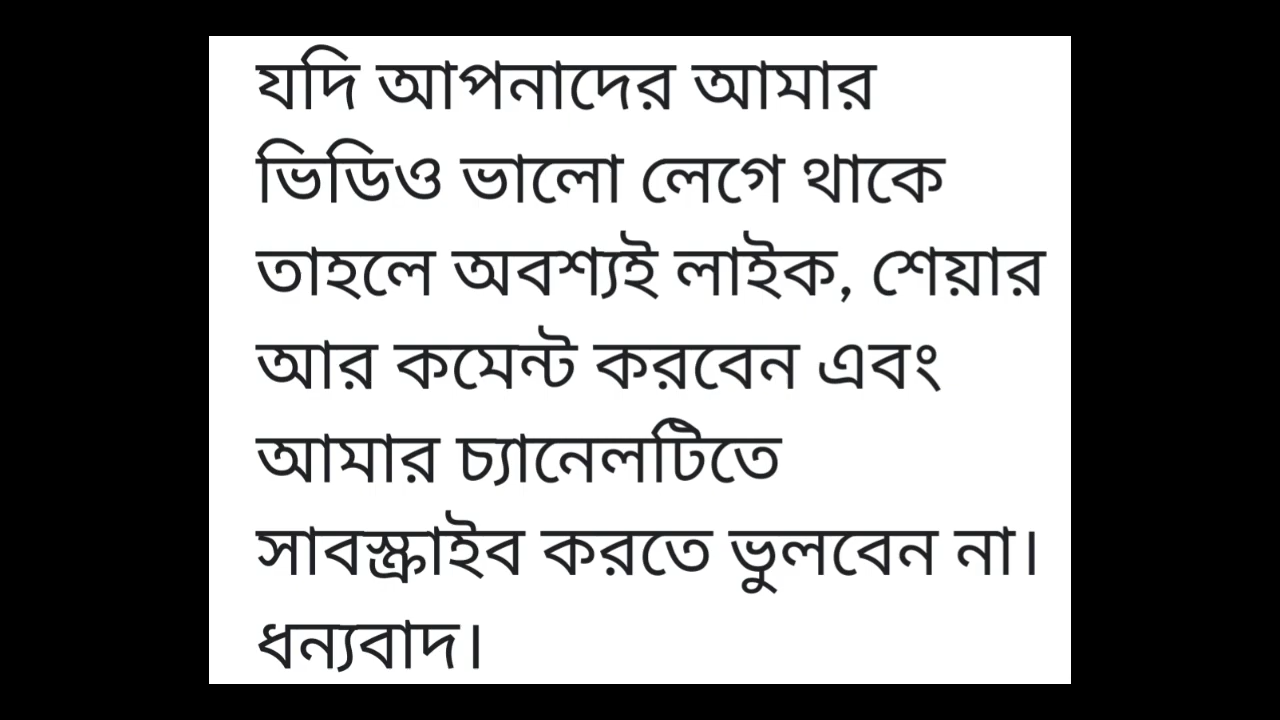 যদি আপনাদের আমার
ভিডিও ভালো লেগে থাকে
তাহলে অবশ্যই লাইক, শেয়ার
আর কমেন্ট করবেন এবং
আমার চ্যানেলটিতে
সাবস্ক্রাইব করতে ভুলবেন না।
ধন্যবাদ।